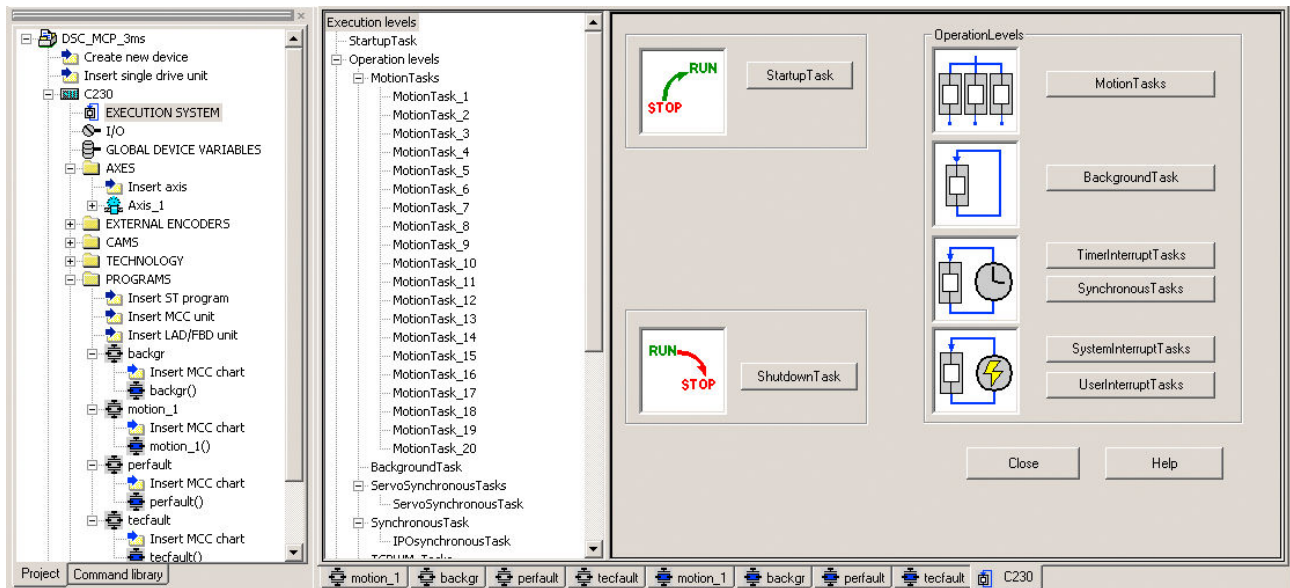 DSC_MCP_3ms
Create new device
Insert single drive unit
C230
EXECUTION SYSTEM
I/O
GLOBAL DEVICE VARIABLES
AXES
Insert axis
Axis_1
EXTERNAL ENCODERS
CAMS
TECHNOLOGY
PROGRAMS
Insert ST program
Insert MCC unit
Insert LAD/FBD unit
backgr
Insert MCC chart
backgr()
motion_1
Insert MCC chart
motion_1()
perfault
Insert MCC chart
perfault()
tecfault
Insert MCC chart
tecfault()
Project Command library
Execution levels
StartupTask
Operation levels
MotionTasks
MotionTask_1
MotionTask_2
MotionTask_3
MotionTask_4
MotionTask_5
MotionTask_6
MotionTask_7
MotionTask_8
MotionTask_9
MotionTask_10
MotionTask_11
MotionTask_12
MotionTask_13
MotionTask_14
MotionTask_15
MotionTask_16
MotionTask_17
MotionTask_18
MotionTask_19
MotionTask_20
BackgroundTask
ServoSynchronousTasks
ServoSynchronousTask
SynchronousTask
IPOsynchronousTask
RUN
STOP
StartupTask
RUN
STOP
ShutdownTask
OperationLevels
MotionTasks
BackgroundTask
TimerInterruptTasks
SynchronousTasks
SystemInterruptTasks
UserInterruptTasks
Close Help
motion_1 backgr perfault tecfault motion_1 backgr perfault tecfault C230